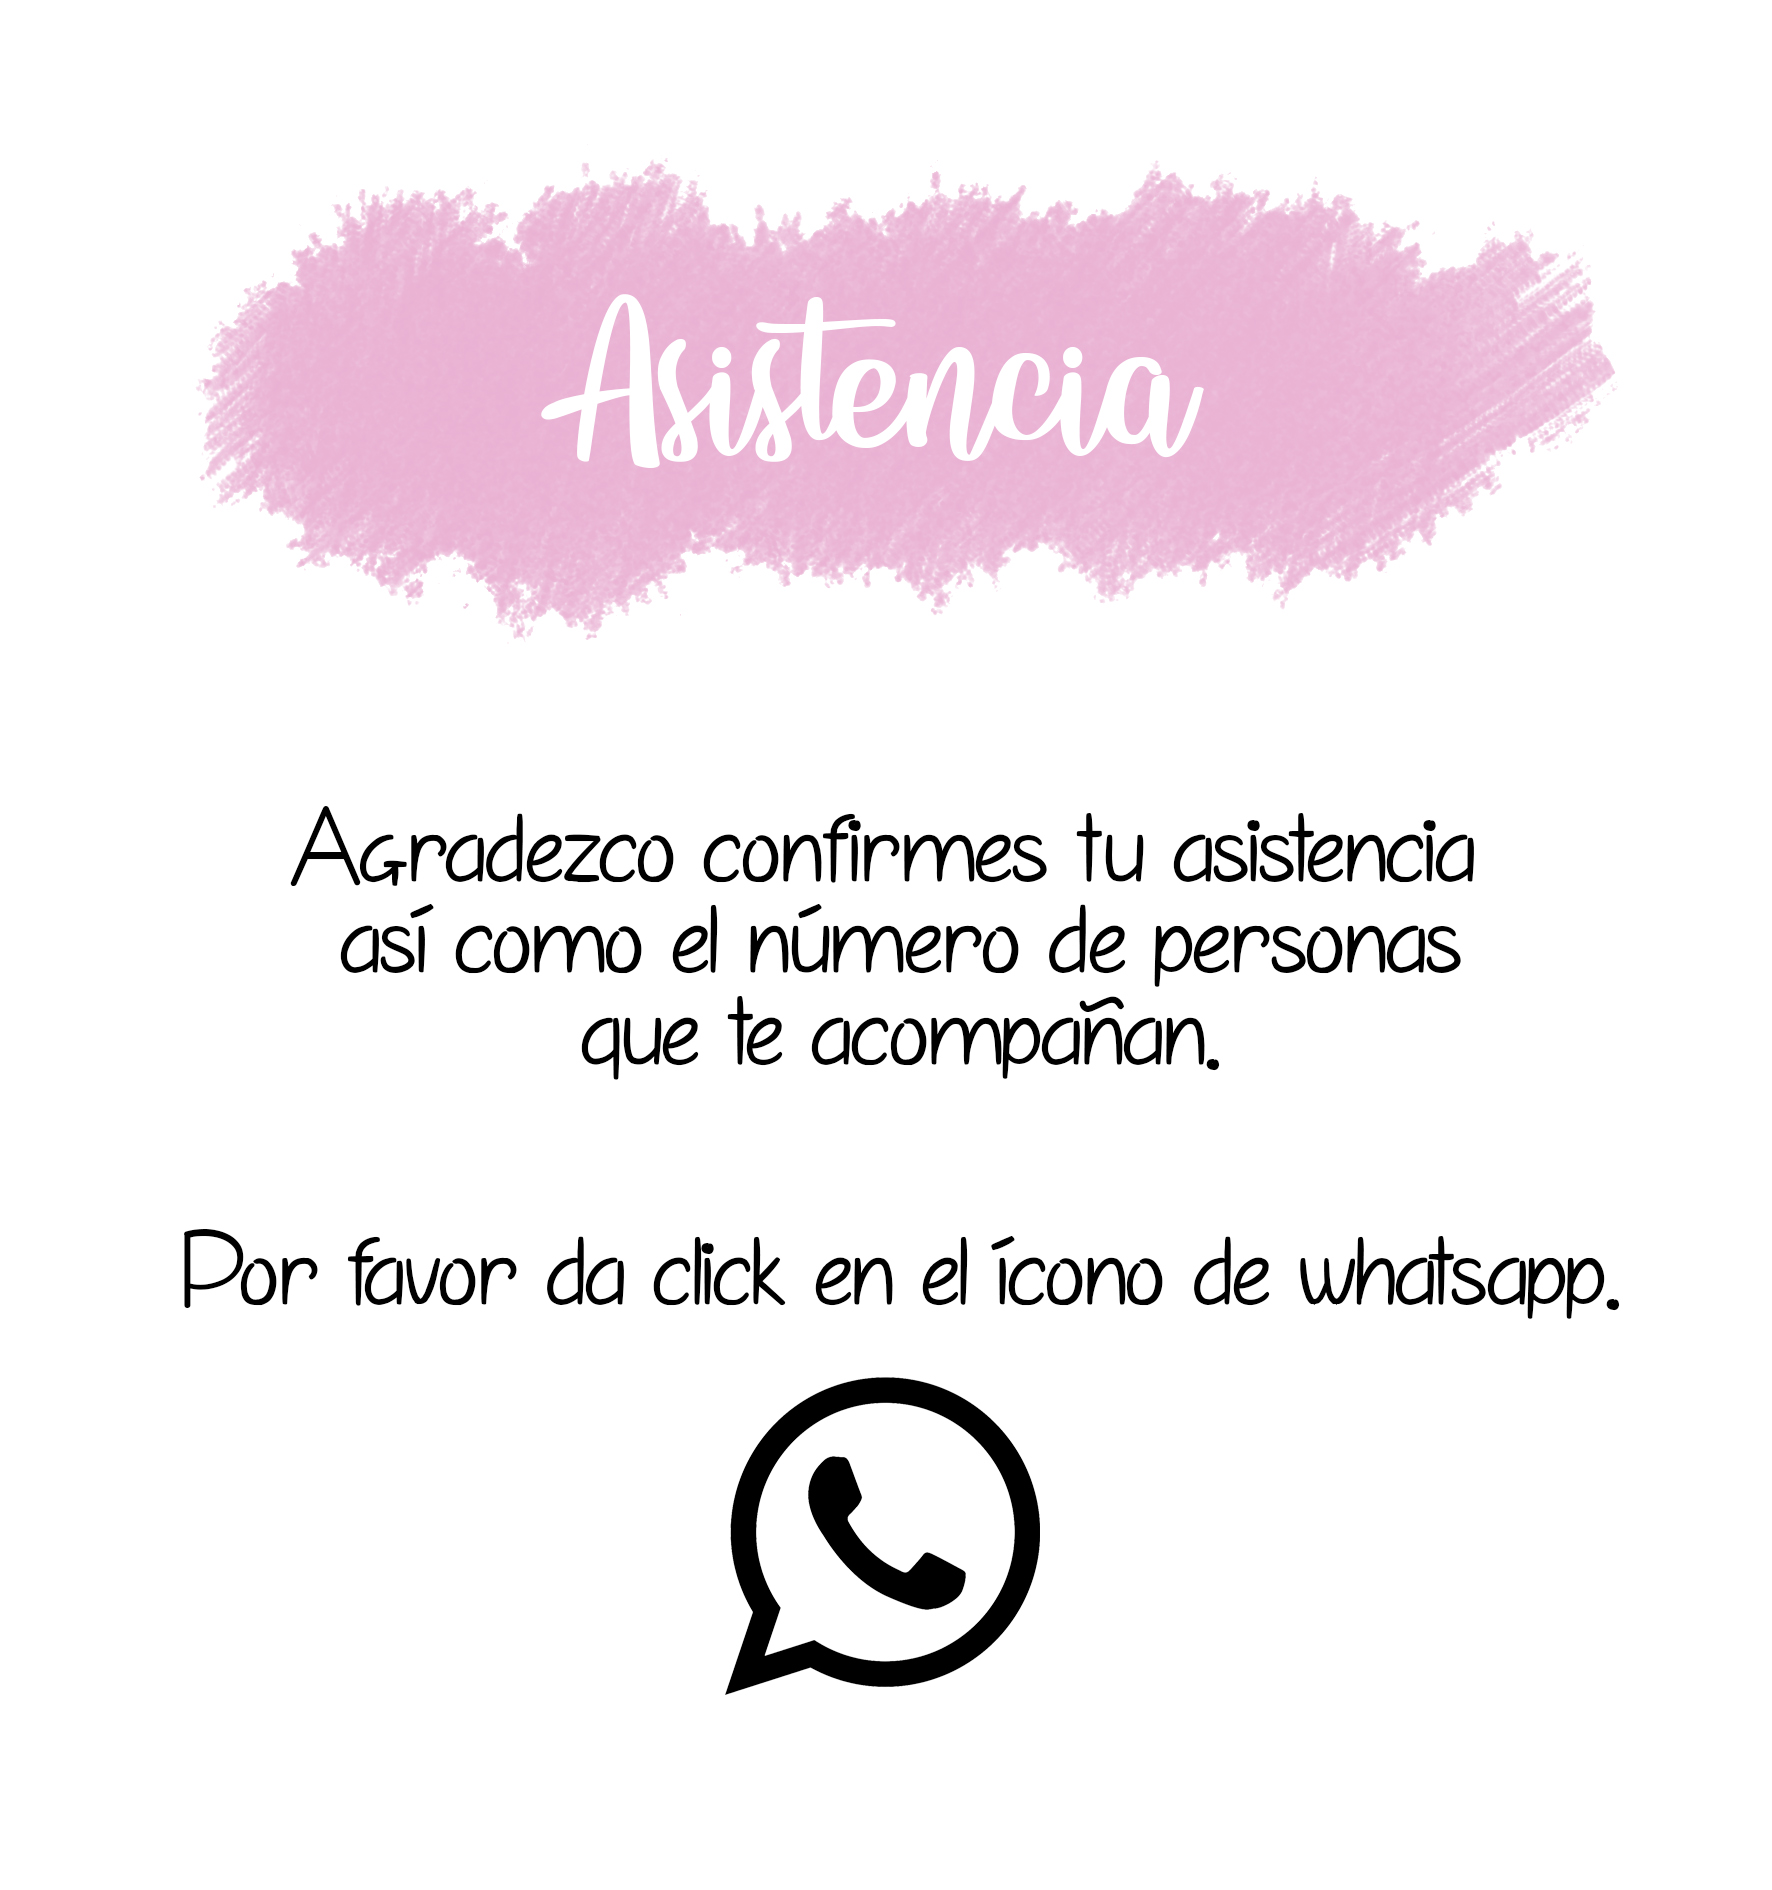 Asistencia
Agradezco confirmes tu asistencia
así como el número de personas
que te acompañan.
Por favor da click en el ícono de whatsapp.